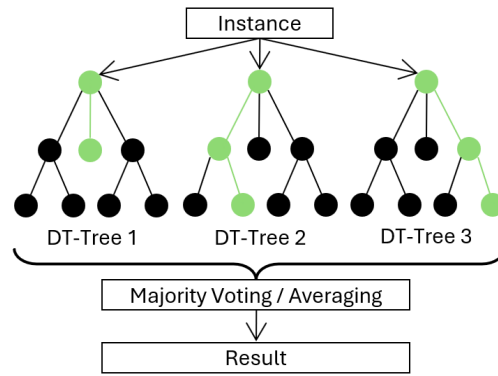 Instance
DT-Tree 1
DT-Tree 2
DT-Tree 3
Majority Voting / Averaging
Result